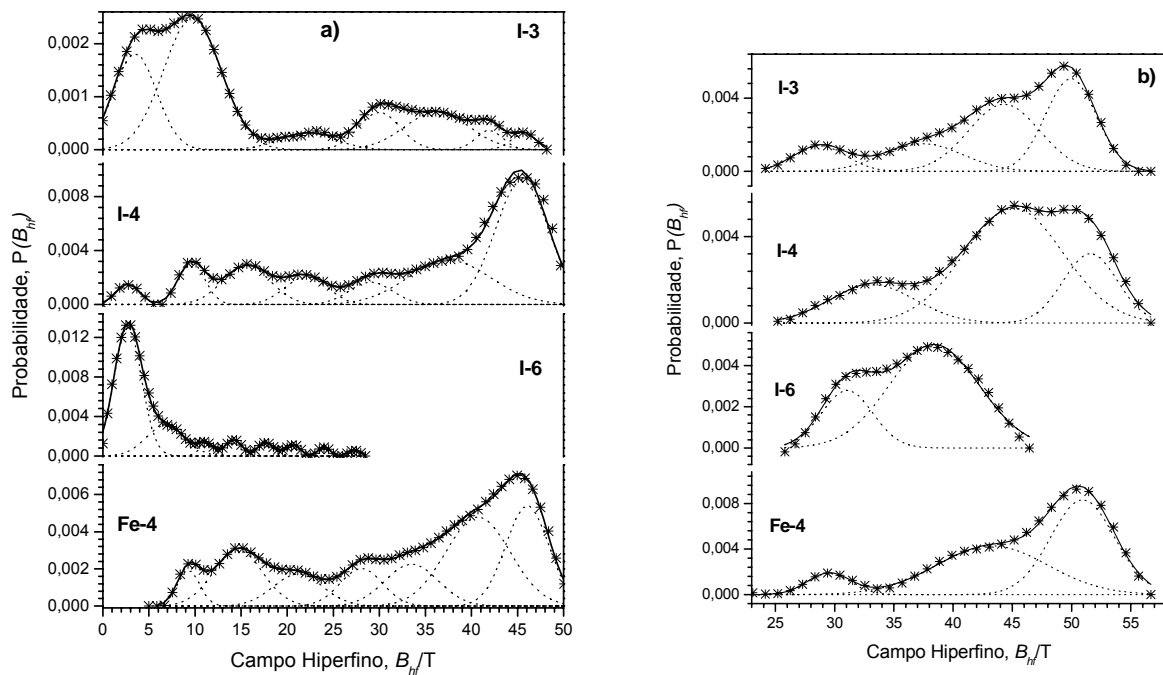 a)
I-3
0,002
0,001
0,000
I-4
0,008
0,004
0,000
I-6
0,012
0,008
0,004
0,000
Fe-4
0,006
0,004
0,002
0,000
0 5 10 15 20 25 30 35 40 45 50
Probabilidade, P(B_hf)
Campo Hiperfino, B_hf/T
b)
I-3
0,004
0,000
I-4
0,004
0,000
I-6
0,004
0,002
0,000
Fe-4
0,008
0,004
0,000
25 30 35 40 45 50 55
Probabilidade, P(B_hf)
Campo Hiperfino, B_hf/T